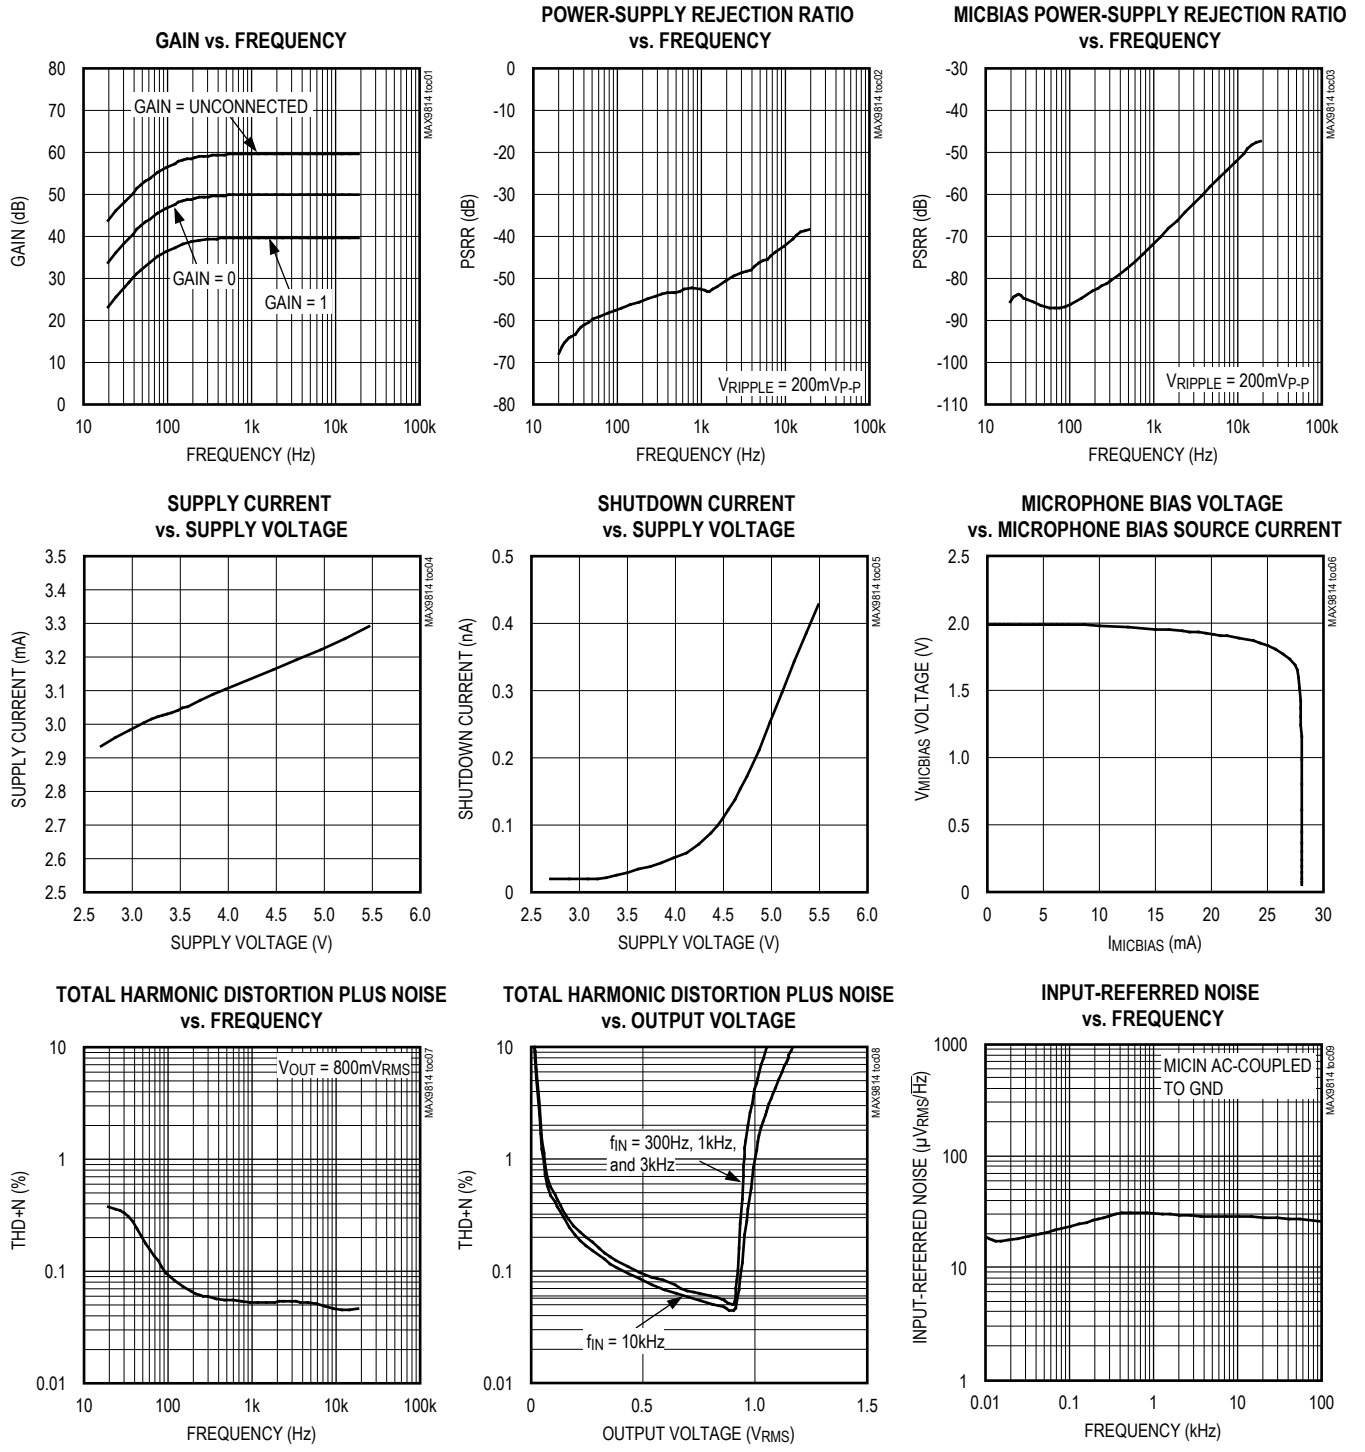 GAIN vs. FREQUENCY
80
70
60
50
40
30
20
10
0
GAIN (dB)
GAIN = UNCONNECTED
GAIN = 0
GAIN = 1
MAX9814 toc01
10
100
1k
10k
100k
FREQUENCY (Hz)
POWER-SUPPLY REJECTION RATIO
vs. FREQUENCY
0
-10
-20
-30
-40
-50
-60
-70
-80
PSRR (dB)
VRIPPLE = 200mVP-P
MAX9814 toc02
10
100
1k
10k
100k
FREQUENCY (Hz)
MICBIAS POWER-SUPPLY REJECTION RATIO
vs. FREQUENCY
-30
-40
-50
-60
-70
-80
-90
-100
-110
PSRR (dB)
VRIPPLE = 200mVP-P
MAX9814 toc03
10
100
1k
10k
100k
FREQUENCY (Hz)
SUPPLY CURRENT
vs. SUPPLY VOLTAGE
3.5
3.4
3.3
3.2
3.1
3.0
2.9
2.8
2.7
2.6
2.5
SUPPLY CURRENT (mA)
MAX9814 toc04
2.5
3.0
3.5
4.0
4.5
5.0
5.5
6.0
SUPPLY VOLTAGE (V)
SHUTDOWN CURRENT
vs. SUPPLY VOLTAGE
0.5
0.4
0.3
0.2
0.1
0
SHUTDOWN CURRENT (nA)
MAX9814 toc05
2.5
3.0
3.5
4.0
4.5
5.0
5.5
6.0
SUPPLY VOLTAGE (V)
MICROPHONE BIAS VOLTAGE
vs. MICROPHONE BIAS SOURCE CURRENT
2.5
2.0
1.5
1.0
0.5
0
VMICBIAS VOLTAGE (V)
MAX9814 toc06
0
5
10
15
20
25
30
IMICBIAS (mA)
TOTAL HARMONIC DISTORTION PLUS NOISE
vs. FREQUENCY
10
1
0.1
0.01
THD+N (%)
VOUT = 800mVRMS
MAX9814 toc07
10
100
1k
10k
100k
FREQUENCY (Hz)
TOTAL HARMONIC DISTORTION PLUS NOISE
vs. OUTPUT VOLTAGE
10
1
0.1
0.01
THD+N (%)
fIN = 300Hz, 1kHz,
and 3kHz
fIN = 10kHz
MAX9814 toc08
0
0.5
1.0
1.5
OUTPUT VOLTAGE (VRMS)
INPUT-REFERRED NOISE
vs. FREQUENCY
1000
100
10
1
INPUT-REFERRED NOISE (µVRMS/√Hz)
MICIN AC-COUPLED
TO GND
MAX9814 toc09
0.01
0.1
1
10
100
FREQUENCY (kHz)